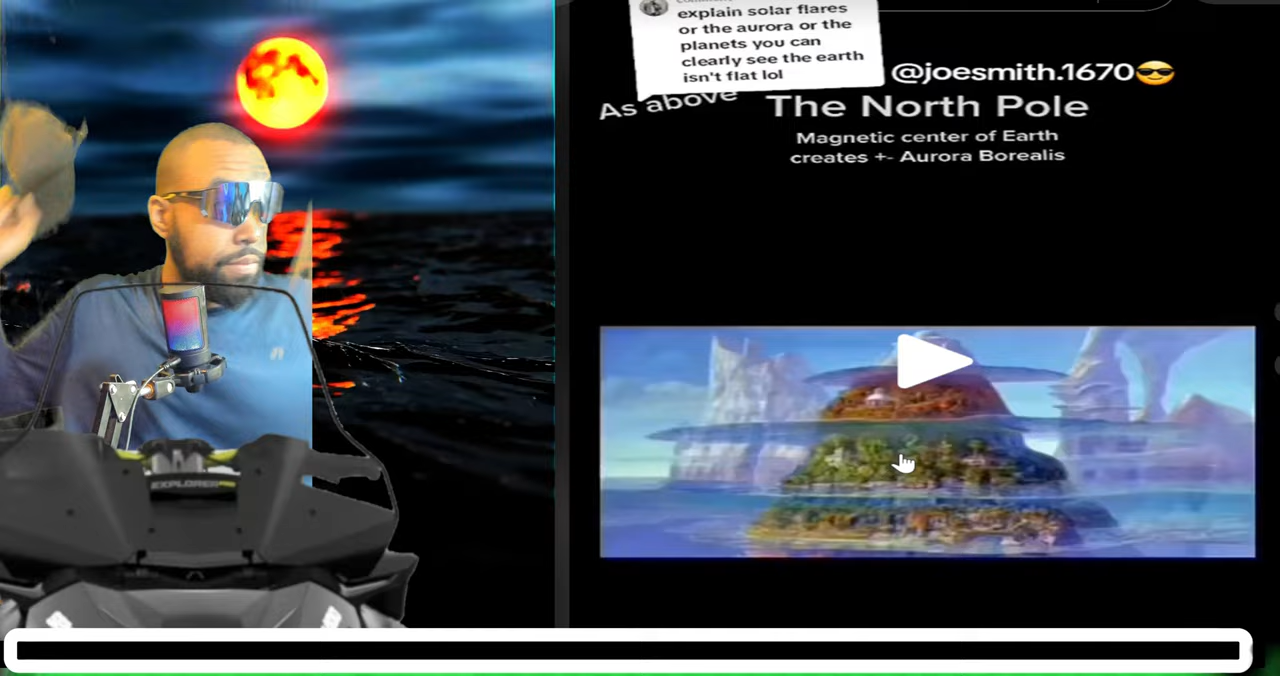 explain solar flares
or the aurora or the
planets you can
clearly see the earth
isn't flat lol
@joesmith.1670😎
As above
The North Pole
Magnetic center of Earth
creates +- Aurora Borealis
EXPLORER